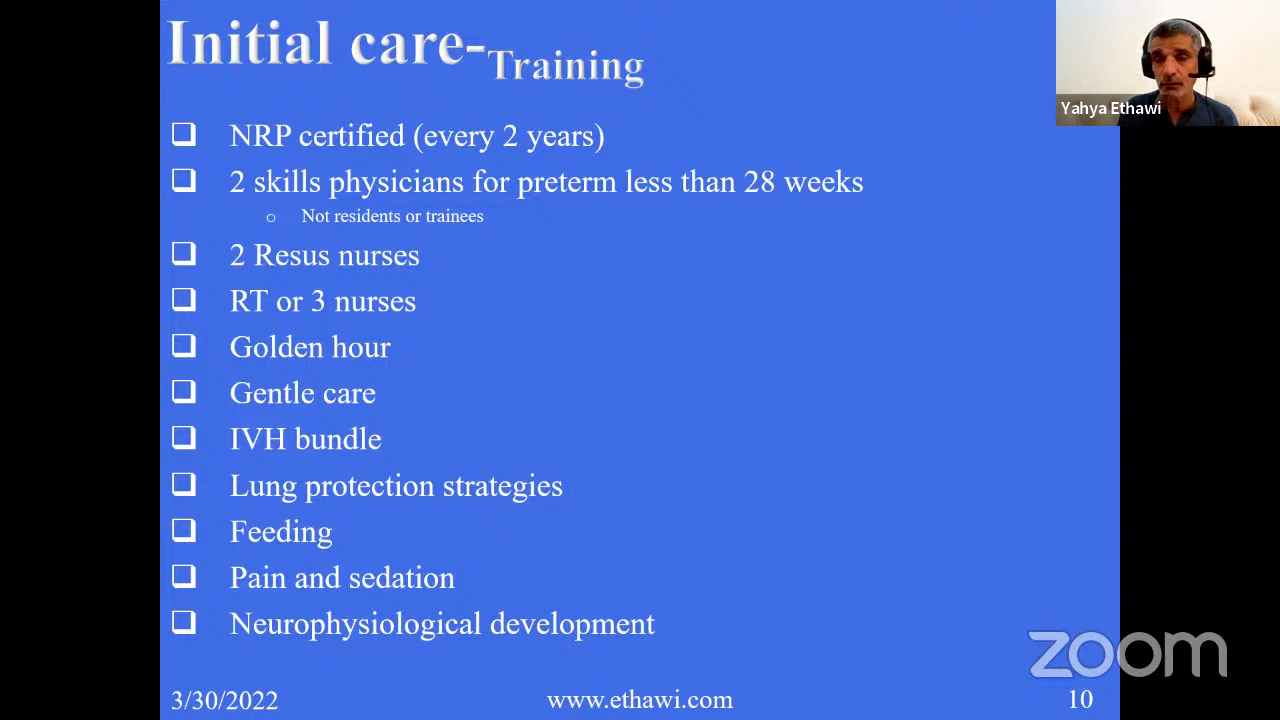 Initial care-Training
Yahya Ethawi
NRP certified (every 2 years)
2 skills physicians for preterm less than 28 weeks
Not residents or trainees
2 Resus nurses
RT or 3 nurses
Golden hour
Gentle care
IVH bundle
Lung protection strategies
Feeding
Pain and sedation
Neurophysiological development
zoom
3/30/2022
www.ethawi.com
10